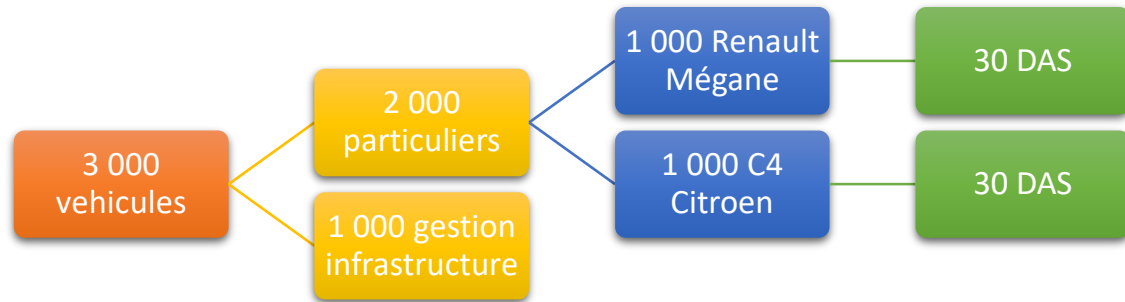 3 000
vehicules
2 000
particuliers
1 000 gestion
infrastructure
1 000 Renault
Mégane
30 DAS
1 000 C4
Citroen
30 DAS